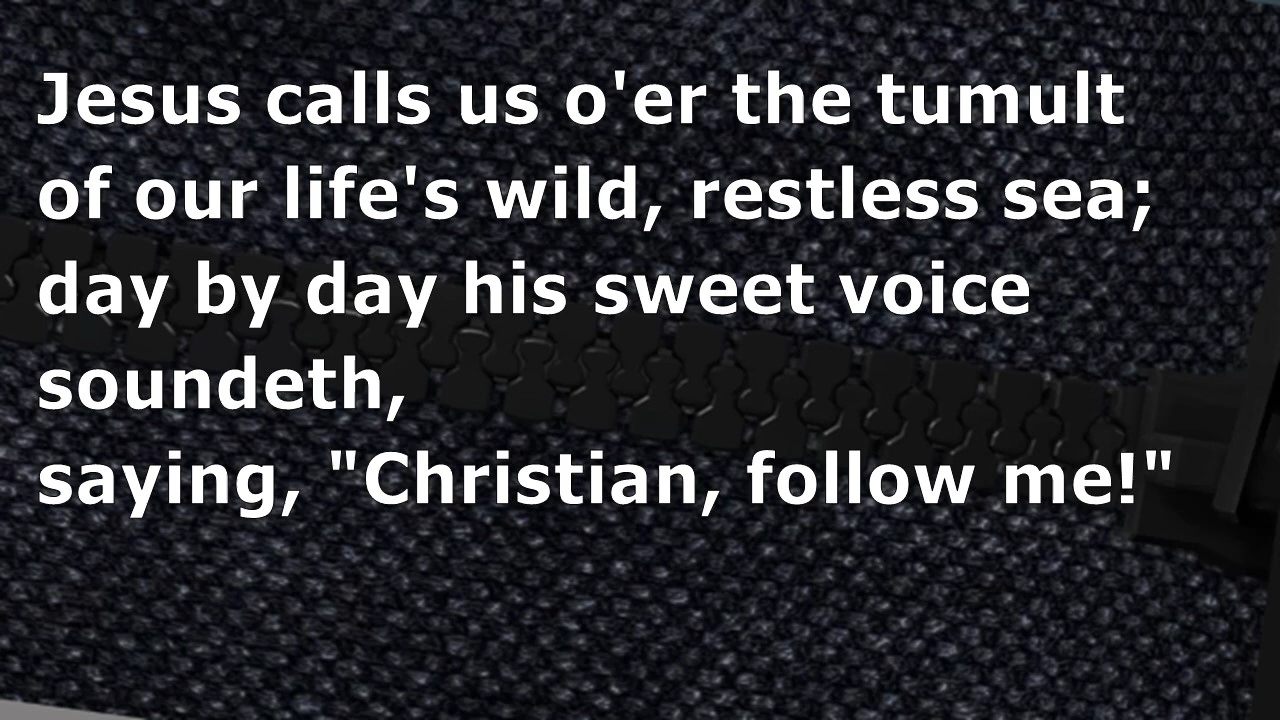 Jesus calls us o'er the tumult
of our life's wild, restless sea;
day by day his sweet voice
soundeth,
saying, "Christian, follow me!"